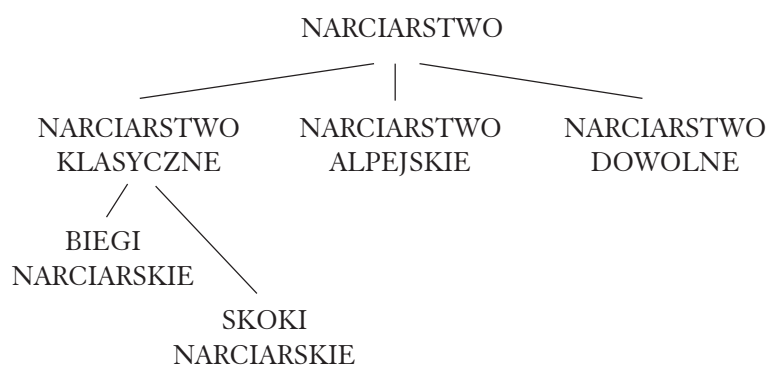 NARCIARSTWO
NARCIARSTWO
KLASYCZNE
NARCIARSTWO
ALPEJSKIE
NARCIARSTWO
DOWOLNE
BIEGI
NARCIARSKIE
SKOKI
NARCIARSKIE